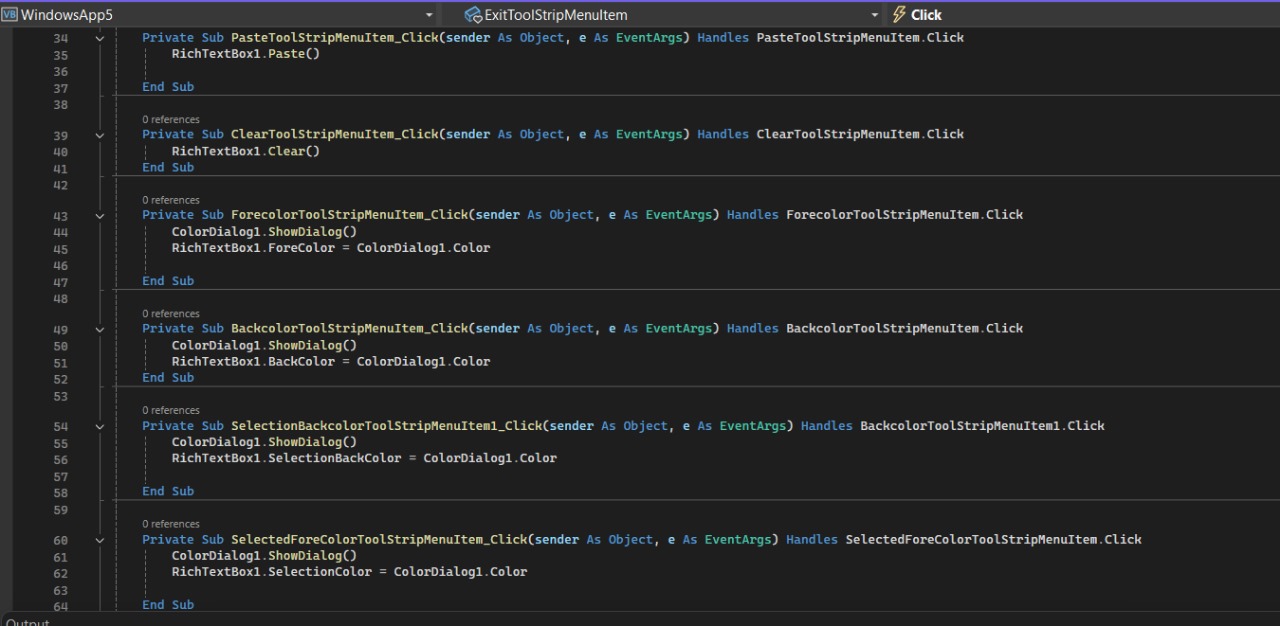 VB WindowsApp5 ExitToolStripMenuItem Click
34 Private Sub PasteToolStripMenuItem_Click(sender As Object, e As EventArgs) Handles PasteToolStripMenuItem.Click
35 RichTextBox1.Paste()
36
37 End Sub
38
0 references
39 Private Sub ClearToolStripMenuItem_Click(sender As Object, e As EventArgs) Handles ClearToolStripMenuItem.Click
40 RichTextBox1.Clear()
41 End Sub
42
0 references
43 Private Sub ForecolorToolStripMenuItem_Click(sender As Object, e As EventArgs) Handles ForecolorToolStripMenuItem.Click
44 ColorDialog1.ShowDialog()
45 RichTextBox1.ForeColor = ColorDialog1.Color
46
47 End Sub
48
0 references
49 Private Sub BackcolorToolStripMenuItem_Click(sender As Object, e As EventArgs) Handles BackcolorToolStripMenuItem.Click
50 ColorDialog1.ShowDialog()
51 RichTextBox1.BackColor = ColorDialog1.Color
52 End Sub
53
0 references
54 Private Sub SelectionBackcolorToolStripMenuItem1_Click(sender As Object, e As EventArgs) Handles BackcolorToolStripMenuItem1.Click
55 ColorDialog1.ShowDialog()
56 RichTextBox1.SelectionBackColor = ColorDialog1.Color
57
58 End Sub
59
0 references
60 Private Sub SelectedForeColorToolStripMenuItem_Click(sender As Object, e As EventArgs) Handles SelectedForeColorToolStripMenuItem.Click
61 ColorDialog1.ShowDialog()
62 RichTextBox1.SelectionColor = ColorDialog1.Color
63
64 End Sub
Output